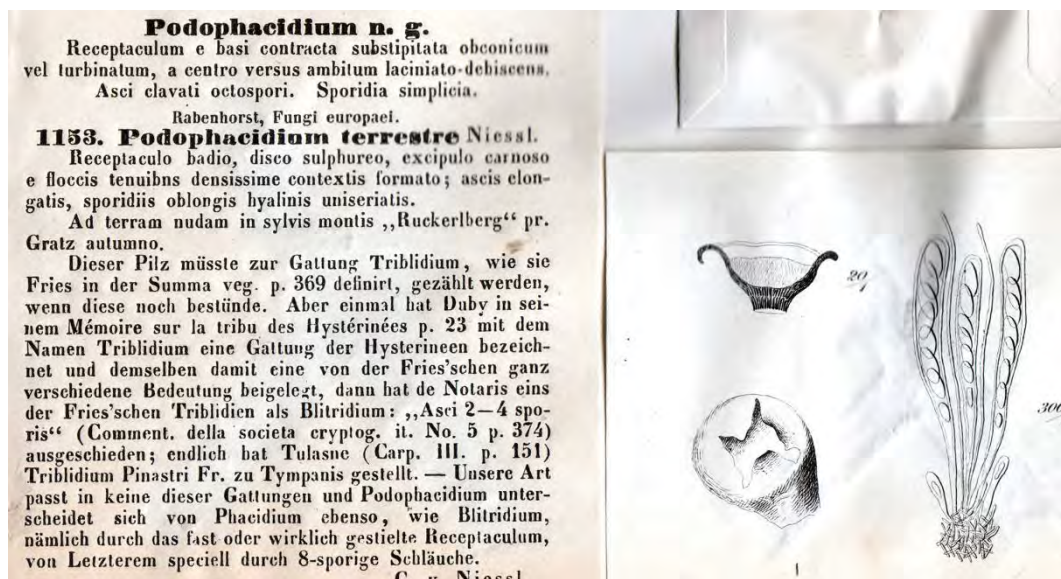 Podophacidium n. g.
Receptaculum e basi contracta substipitata obconicum
vel turbinatum, a centro versus ambitum laciniato-dehiscens.
Asci clavati octospori. Sporidia simplicia.
Rabenhorst, Fungi europaei.
1153. Podophacidium terrestre Niessl.
Receptaculo badio, disco sulphureo, excipulo carnoso
e floccis tenuibns densissime contextis formato; ascis elon-
gatis, sporidiis oblongis hyalinis uniseriatis.
Ad terram nudam in sylvis montis „Ruckerlberg“ pr.
Gratz autumno.
Dieser Pilz müsste zur Gattung Triblidium, wie sie
Fries in der Summa veg. p. 369 definirt, gezählt werden,
wenn diese noch bestünde. Aber einmal hat Duby in sei-
nem Mémoire sur la tribu des Hystérinées p. 23 mit dem
Namen Triblidium eine Gattung der Hysterineen bezeich-
net und demselben damit eine von der Fries'schen ganz
verschiedene Bedeutung beigelegt, dann hat de Notaris eins
der Fries'schen Triblidien als Blitridium: „Asci 2—4 spo-
ris“ (Comment. della societa cryptog. it. No. 5 p. 374)
ausgeschieden; endlich hat Tulasne (Carp. III. p. 151)
Triblidium Pinastri Fr. zu Tympanis gestellt. — Unsere Art
passt in keine dieser Gattungen und Podophacidium unter-
scheidet sich von Phacidium ebenso, wie Blitridium,
nämlich durch das fast oder wirklich gestielte Receptaculum,
von Letzterem speciell durch 8-sporige Schläuche.
C. v. Niessl.
20/1
300